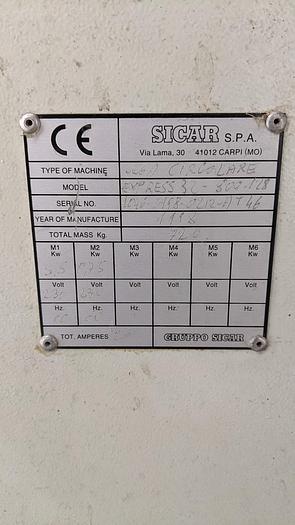 CE
SICAR S.P.A.
Via Lama, 30 41012 CARPI (MO)
TYPE OF MACHINE CIRCOLARE
MODEL EXPRESS
SERIAL NO.
YEAR OF MANUFACTURE
TOTAL MASS Kg.
M1 M2 M3 M4 M5 M6
Kw Kw Kw Kw Kw Kw
Volt Volt Volt Volt Volt Volt
Hz. Hz. Hz. Hz. Hz. Hz.
TOT. AMPERES GRUPPO SICAR